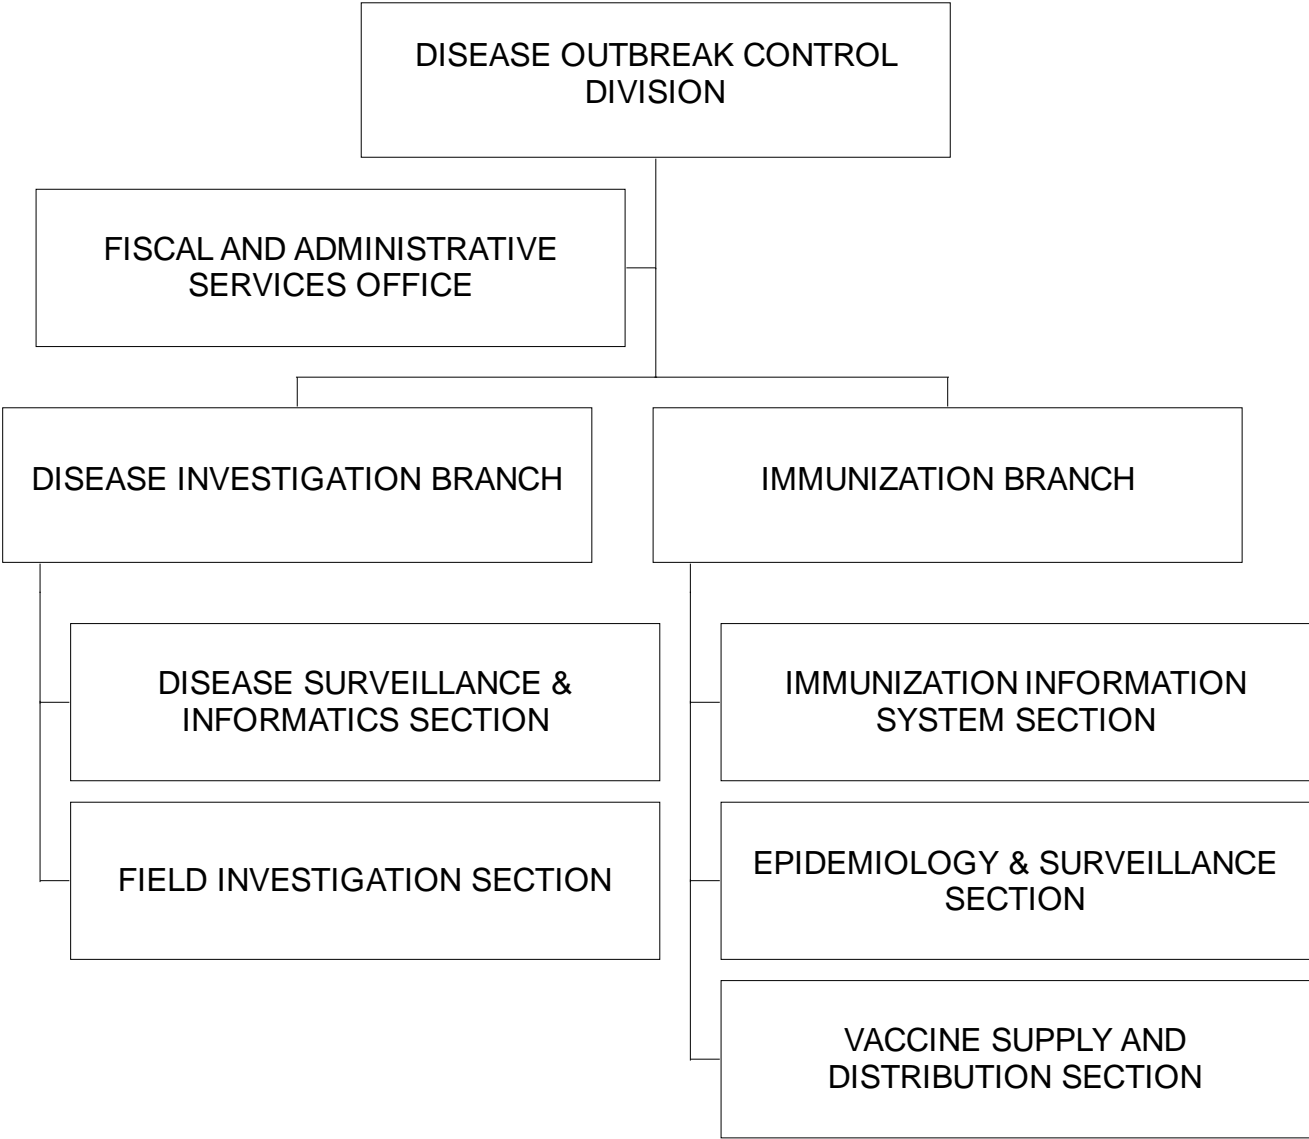 DISEASE OUTBREAK CONTROL
DIVISION
FISCAL AND ADMINISTRATIVE
SERVICES OFFICE
DISEASE INVESTIGATION BRANCH
IMMUNIZATION BRANCH
DISEASE SURVEILLANCE &
INFORMATICS SECTION
FIELD INVESTIGATION SECTION
IMMUNIZATION INFORMATION
SYSTEM SECTION
EPIDEMIOLOGY & SURVEILLANCE
SECTION
VACCINE SUPPLY AND
DISTRIBUTION SECTION